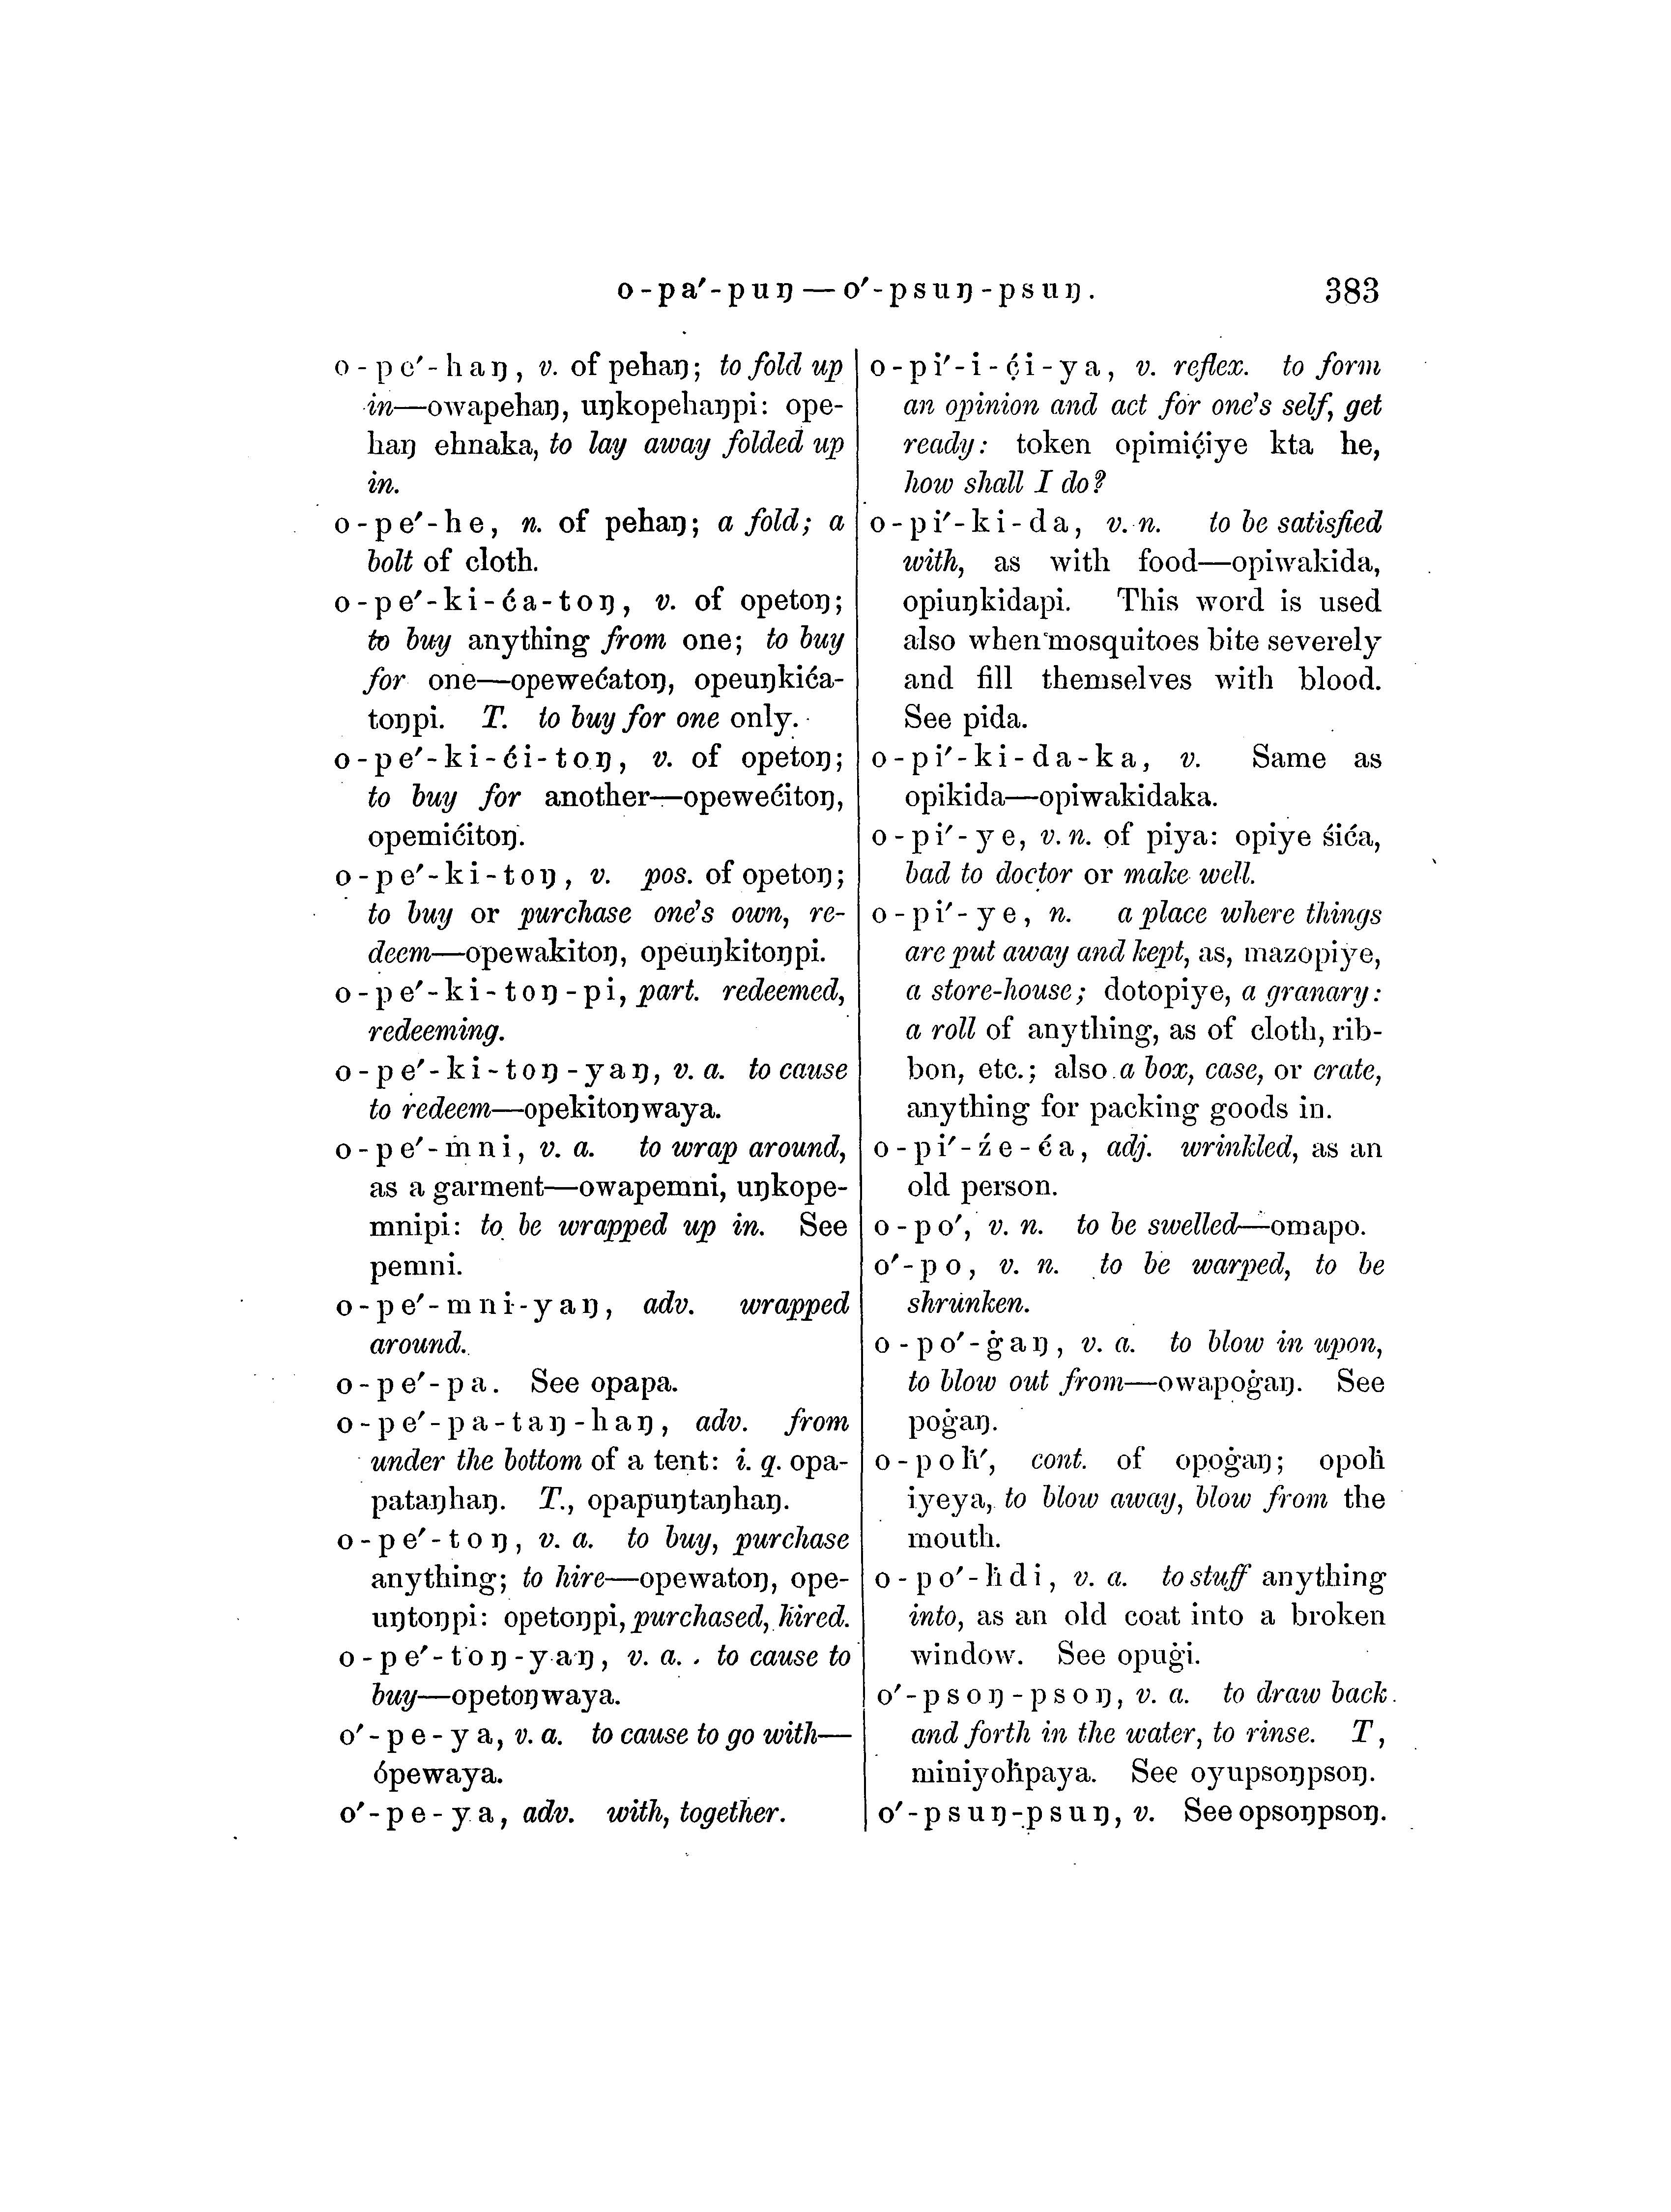 o-pa′-puŋ—o′-psuŋ-psuŋ. 383
o-pe′-haŋ, v. of pehaŋ; to fold up
in—owapehaŋ, uŋkopehaŋpi: ope-
haŋ ehnaka, to lay away folded up
in.
o-pe′-he, n. of pehaŋ; a fold; a
bolt of cloth.
o-pe′-ki-ća-toŋ, v. of opetoŋ;
to buy anything from one; to buy
for one—opewećatoŋ, opeuŋkića-
toŋpi. T. to buy for one only.
o-pe′-ki-ći-toŋ, v. of opetoŋ;
to buy for another—opewećitoŋ,
opemićitoŋ.
o-pe′-ki-toŋ, v. pos. of opetoŋ;
to buy or purchase one's own, re-
deem—opewakitoŋ, opeuŋkitoŋpi.
o-pe′-ki-toŋ-pi, part. redeemed,
redeeming.
o-pe′-ki-toŋ-yaŋ, v. a. to cause
to redeem—opekitoŋwaya.
o-pe′-mni, v. a. to wrap around,
as a garment—owapemni, uŋkope-
mnipi: to be wrapped up in. See
pemni.
o-pe′-mni-yaŋ, adv. wrapped
around.
o-pe′-pa. See opapa.
o-pe′-pa-taŋ-haŋ, adv. from
under the bottom of a tent: i. q. opa-
pataŋhaŋ. T., opapuŋtaŋhaŋ.
o-pe′-toŋ, v. a. to buy, purchase
anything; to hire—opewatoŋ, ope-
uŋtoŋpi: opetoŋpi, purchased, hired.
o-pe′-toŋ-yaŋ, v. a. to cause to
buy—opetoŋwaya.
o′-pe-ya, v. a. to cause to go with—
ópewaya.
o′-pe-ya, adv. with, together.
o-pi′-i-ḉi-ya, v. reflex. to form
an opinion and act for one's self, get
ready: token opimiḉiye kta he,
how shall I do?
o-pi′-ki-da, v. n. to be satisfied
with, as with food—opiwakida,
opiuŋkidapi. This word is used
also when mosquitoes bite severely
and fill themselves with blood.
See pida.
o-pi′-ki-da-ka, v. Same as
opikida—opiwakidaka.
o-pi′-ye, v. n. of piya: opiye śića,
bad to doctor or make well.
o-pi′-ye, n. a place where things
are put away and kept, as, mazopiye,
a store-house; dotopiye, a granary:
a roll of anything, as of cloth, rib-
bon, etc.; also a box, case, or crate,
anything for packing goods in.
o-pi′-źe-ća, adj. wrinkled, as an
old person.
o-po′, v. n. to be swelled—omapo.
o′-po, v. n. to be warped, to be
shrunken.
o-po′-ġaŋ, v. a. to blow in upon,
to blow out from—owapoġaŋ. See
poġaŋ.
o-poḣ′, cont. of opoġaŋ; opoḣ
iyeya, to blow away, blow from the
mouth.
o-po′-ḣdi, v. a. to stuff anything
into, as an old coat into a broken
window. See opuġi.
o′-psoŋ-psoŋ, v. a. to draw back
and forth in the water, to rinse. T,
miniyoḣpaya. See oyupsoŋpsoŋ.
o′-psuŋ-psuŋ, v. See opsoŋpsoŋ.